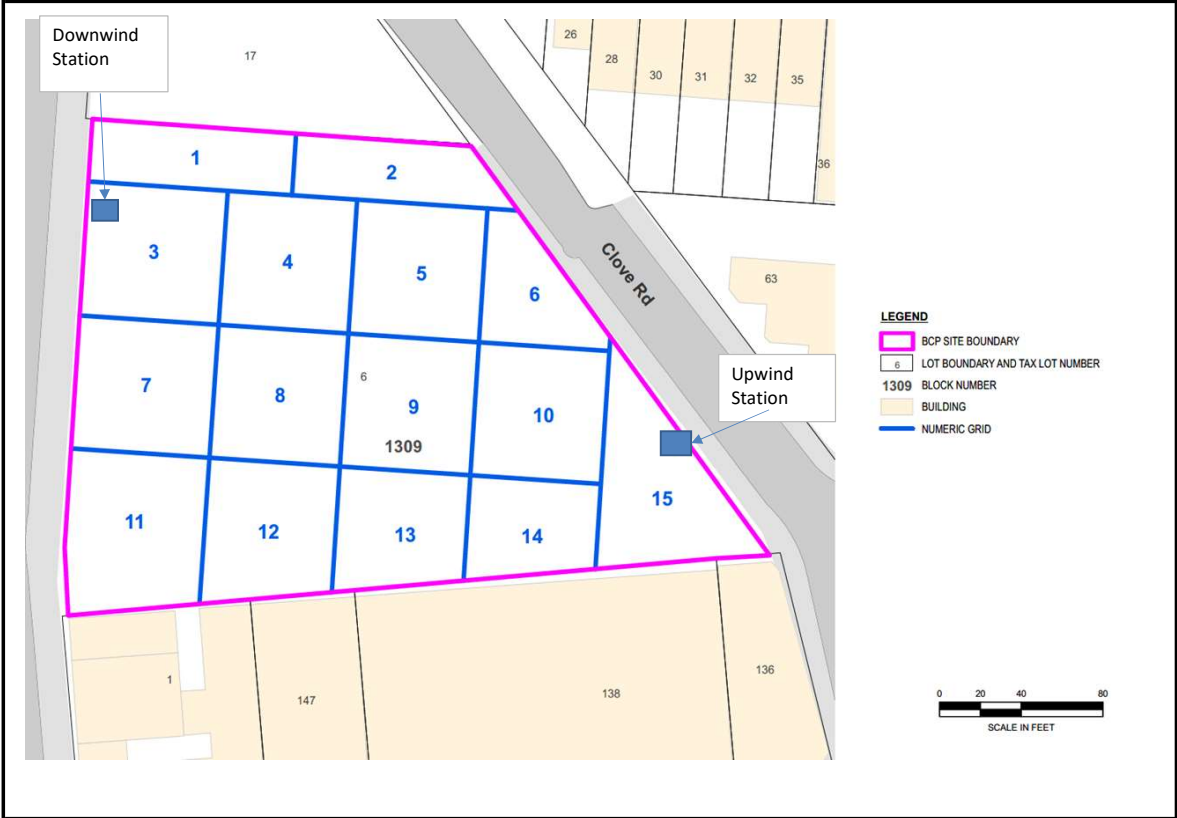 Downwind
Station
17
26
28
30
31
32
35
36
1
2
3
4
5
6
Clove Rd
63
7
8
6
9
1309
10
Upwind
Station
11
12
13
14
15
1
147
138
136
LEGEND
BCP SITE BOUNDARY
6 LOT BOUNDARY AND TAX LOT NUMBER
1309 BLOCK NUMBER
BUILDING
NUMERIC GRID
0 20 40 80
SCALE IN FEET